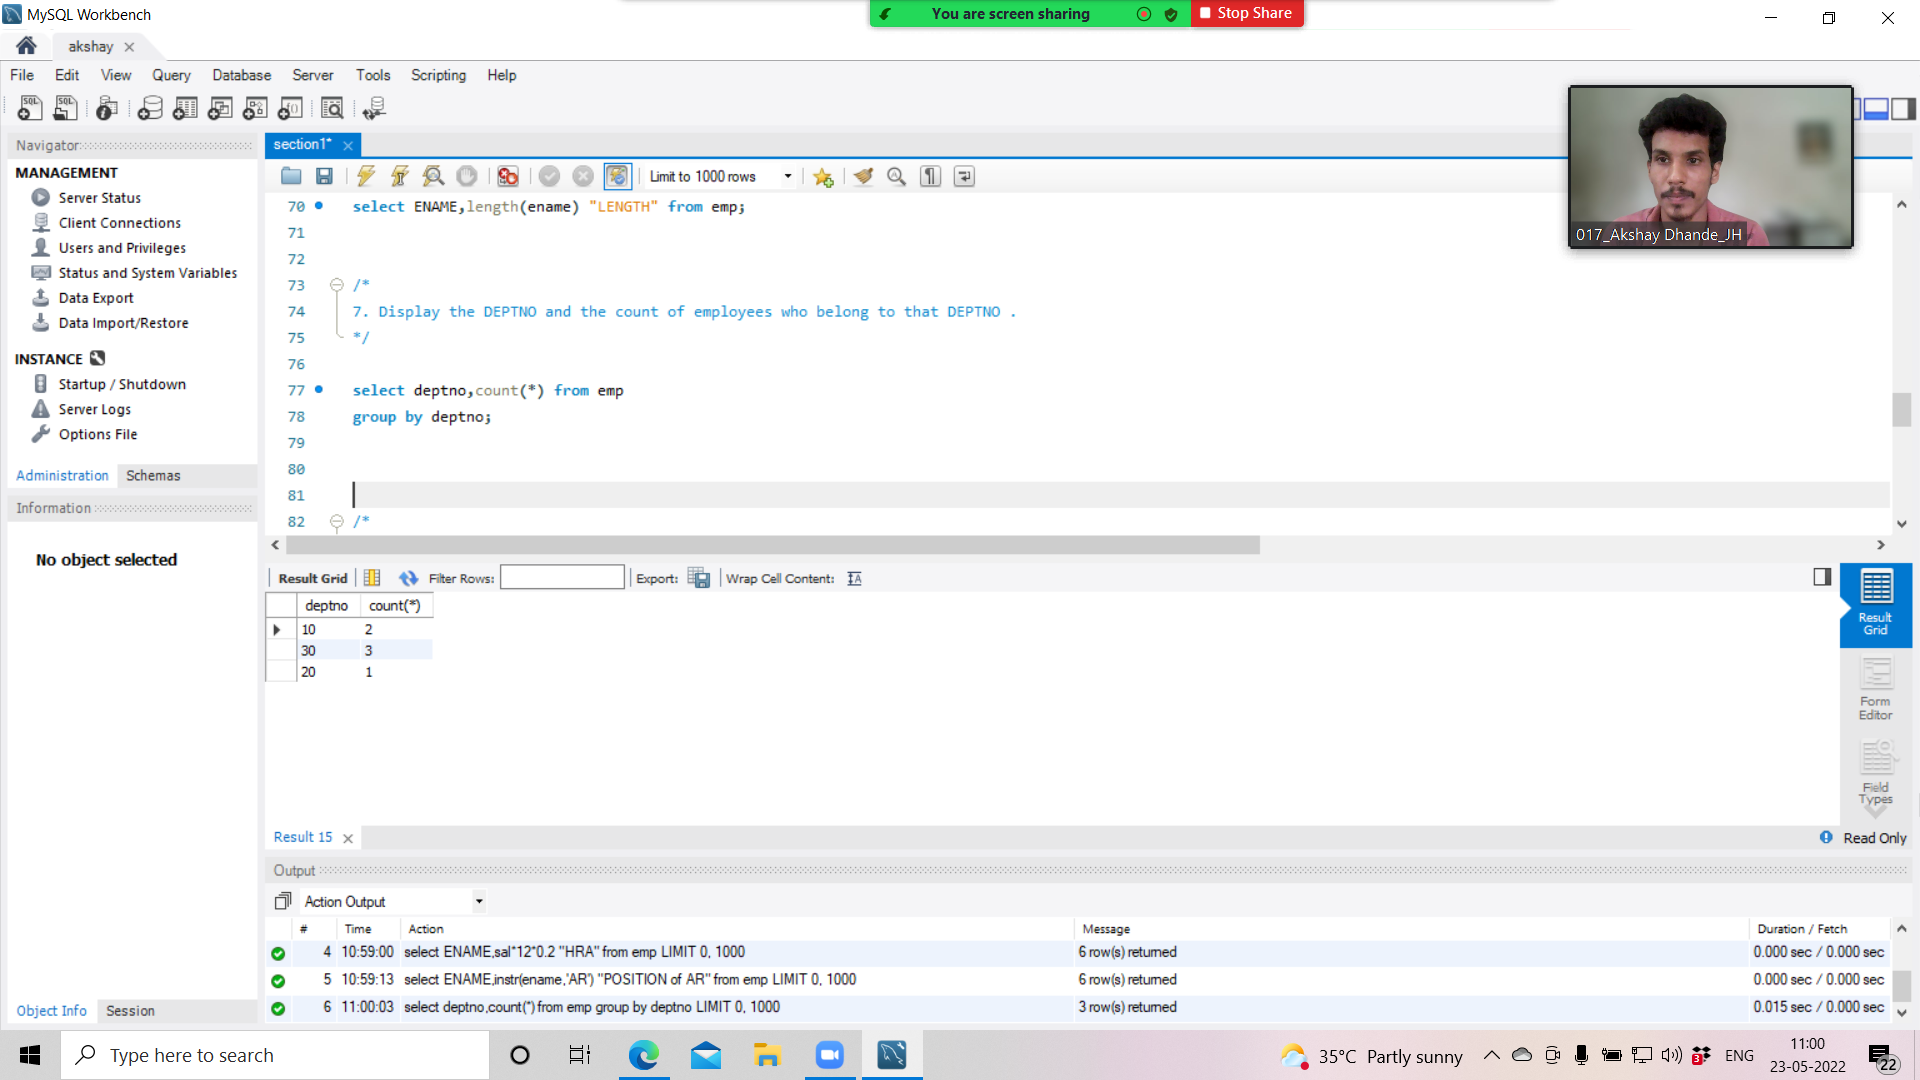 MySQL Workbench
You are screen sharing
Stop Share
akshay
File Edit View Query Database Server Tools Scripting Help
Navigator
MANAGEMENT
Server Status
Client Connections
Users and Privileges
Status and System Variables
Data Export
Data Import/Restore
INSTANCE
Startup / Shutdown
Server Logs
Options File
Administration Schemas
Information
No object selected
Object Info Session
section1*
Limit to 1000 rows
70 select ENAME,length(ename) "LENGTH" from emp;
71
72
73 /*
74 7. Display the DEPTNO and the count of employees who belong to that DEPTNO .
75 */
76
77 select deptno,count(*) from emp
78 group by deptno;
79
80
81
82 /*
017_Akshay Dhande_JH
Result Grid Filter Rows: Export: Wrap Cell Content:
deptno count(*)
10 2
30 3
20 1
Result
Grid
Form
Editor
Field
Types
Result 15
Read Only
Output
Action Output
# Time Action Message Duration / Fetch
4 10:59:00 select ENAME,sal*12*0.2 "HRA" from emp LIMIT 0, 1000 6 row(s) returned 0.000 sec / 0.000 sec
5 10:59:13 select ENAME,instr(ename,'AR') "POSITION of AR" from emp LIMIT 0, 1000 6 row(s) returned 0.000 sec / 0.000 sec
6 11:00:03 select deptno,count(*) from emp group by deptno LIMIT 0, 1000 3 row(s) returned 0.015 sec / 0.000 sec
Type here to search
35°C Partly sunny
3
ENG
11:00
23-05-2022
22